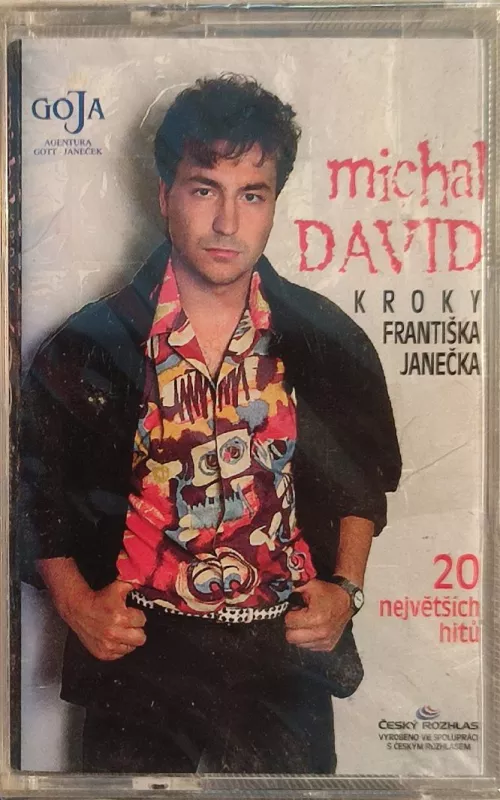 GOJA
AGENTURA
GOTT - JANEČEK
michal
DAVID
KROKY
FRANTIŠKA
JANEČKA
20
největších
hitů
ČESKÝ ROZHLAS
VYROBENO VE SPOLUPRÁCI
S ČESKÝM ROZHLASEM